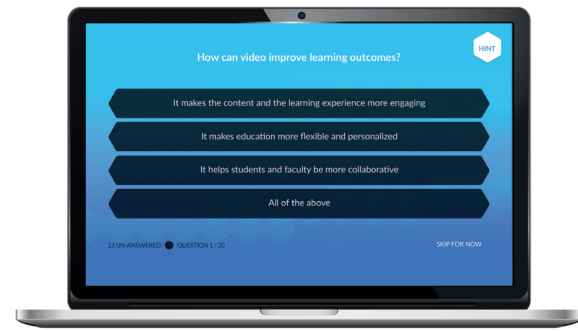 How can video improve learning outcomes?
HINT
It makes the content and the learning experience more engaging
It makes education more flexible and personalized
It helps students and faculty be more collaborative
All of the above
13 UN-ANSWERED QUESTION 1/20
SKIP FOR NOW